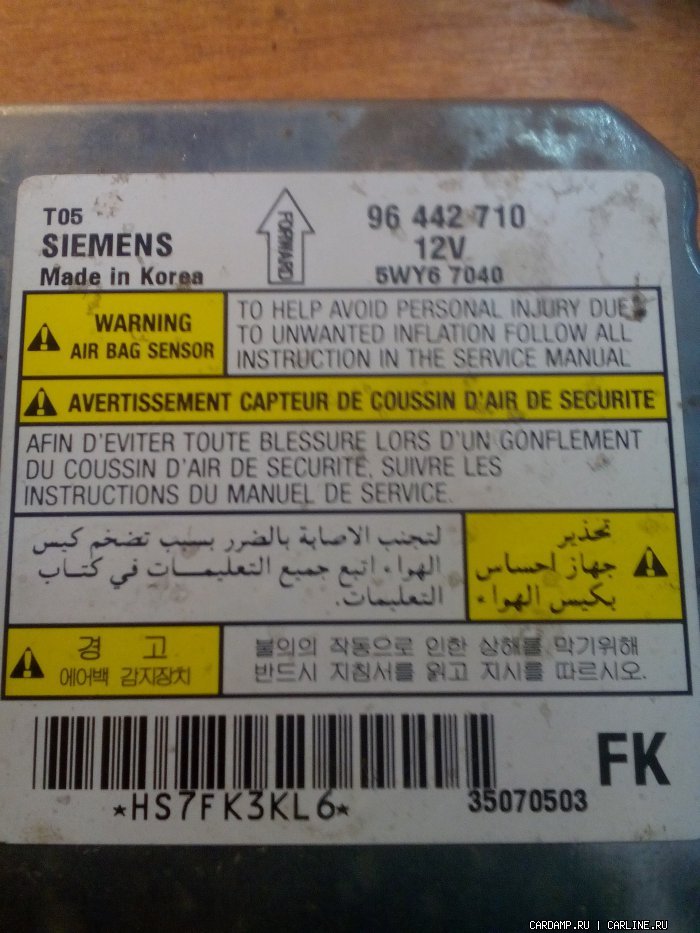 T05
SIEMENS
Made in Korea
FORWARD
96 442 710
12V
5WY6 7040
WARNING
AIR BAG SENSOR
TO HELP AVOID PERSONAL INJURY DUE
TO UNWANTED INFLATION FOLLOW ALL
INSTRUCTION IN THE SERVICE MANUAL
AVERTISSEMENT CAPTEUR DE COUSSIN D'AIR DE SECURITE
AFIN D'EVITER TOUTE BLESSURE LORS D'UN GONFLEMENT
DU COUSSIN D'AIR DE SECURITE, SUIVRE LES
INSTRUCTIONS DU MANUEL DE SERVICE.
تحذير
جهاز احساس
بكيس الهواء
لتجنب الاصابة بالضرر بسبب تضخم كيس
الهواء اتبع جميع التعليمات في كتاب
التعليمات.
경 고
에어백 감지장치
불의의 작동으로 인한 상해를 막기위해
반드시 지침서를 읽고 지시를 따르시오.
*HS7FK3KL6*
35070503
FK
CARDAMP.RU | CARLINE.RU